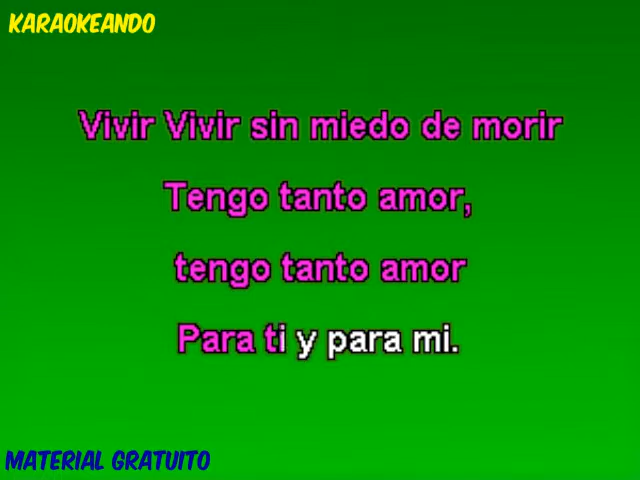 KARAOKEANDO
Vivir Vivir sin miedo de morir
Tengo tanto amor,
tengo tanto amor
Para ti y para mi.
MATERIAL GRATUITO